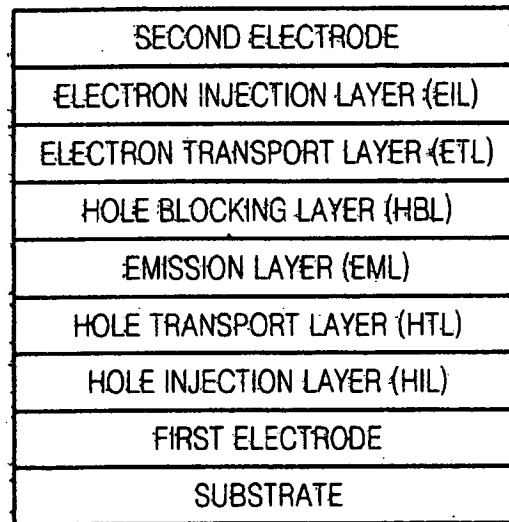 SECOND ELECTRODE
ELECTRON INJECTION LAYER (EIL)
ELECTRON TRANSPORT LAYER (ETL)
HOLE BLOCKING LAYER (HBL)
EMISSION LAYER (EML)
HOLE TRANSPORT LAYER (HTL)
HOLE INJECTION LAYER (HIL)
FIRST ELECTRODE
SUBSTRATE